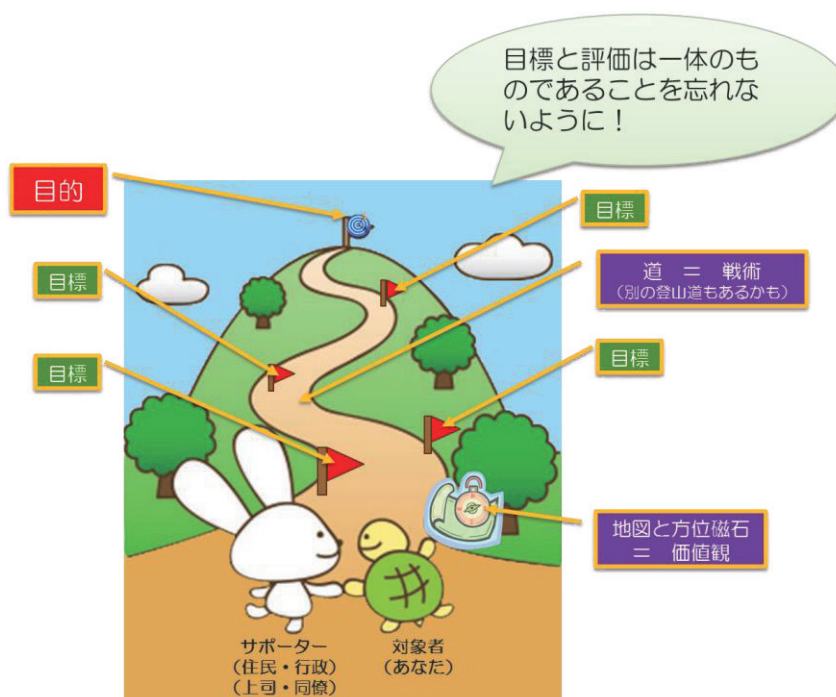 目標と評価は一体のも
のであることを忘れな
いように！
目的
目標
目標
道 ＝ 戦術
（別の登山道もあるかも）
目標
目標
地図と方位磁石
＝ 価値観
サポーター
（住民・行政）
（上司・同僚）
対象者
（あなた）